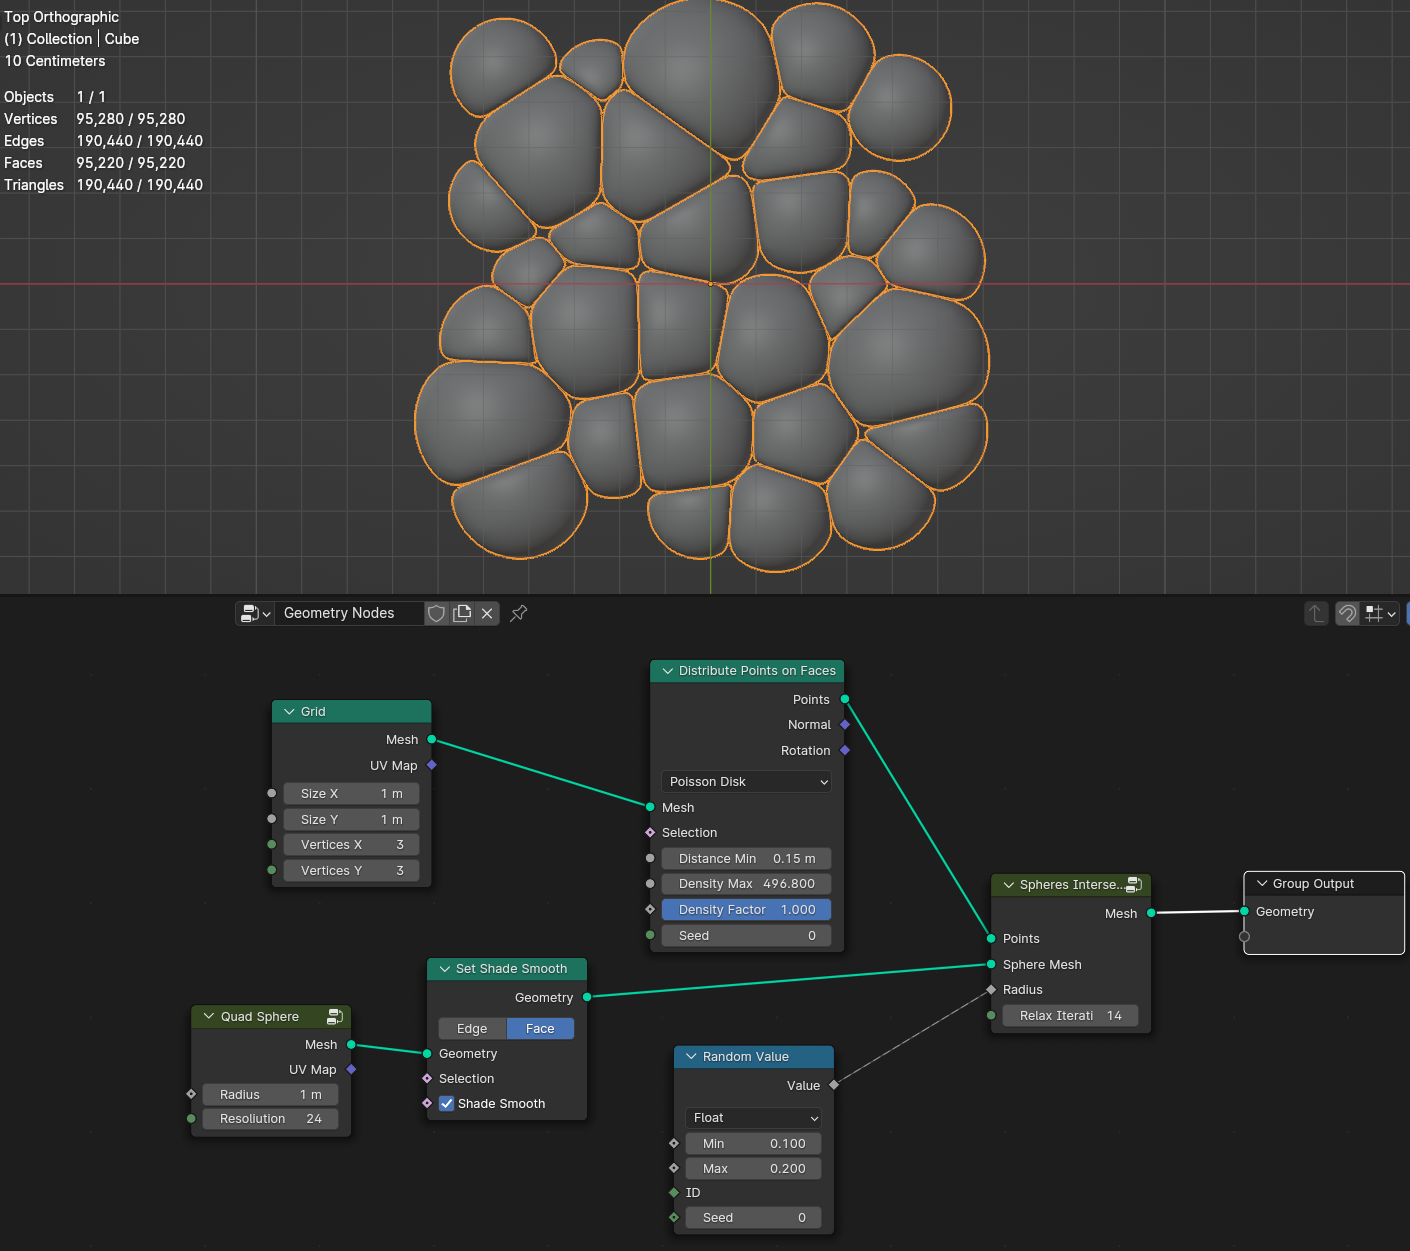 Top Orthographic
(1) Collection | Cube
10 Centimeters
Objects 1 / 1
Vertices 95,280 / 95,280
Edges 190,440 / 190,440
Faces 95,220 / 95,220
Triangles 190,440 / 190,440
Geometry Nodes
Distribute Points on Faces
Points
Normal
Rotation
Poisson Disk
Mesh
Selection
Distance Min 0.15 m
Density Max 496.800
Density Factor 1.000
Seed 0
Grid
Mesh
UV Map
Size X 1 m
Size Y 1 m
Vertices X 3
Vertices Y 3
Spheres Interse...
Mesh
Points
Sphere Mesh
Radius
Relax Iterati 14
Group Output
Geometry
Set Shade Smooth
Geometry
Edge Face
Geometry
Selection
Shade Smooth
Quad Sphere
Mesh
UV Map
Radius 1 m
Resoliution 24
Random Value
Value
Float
Min 0.100
Max 0.200
ID
Seed 0